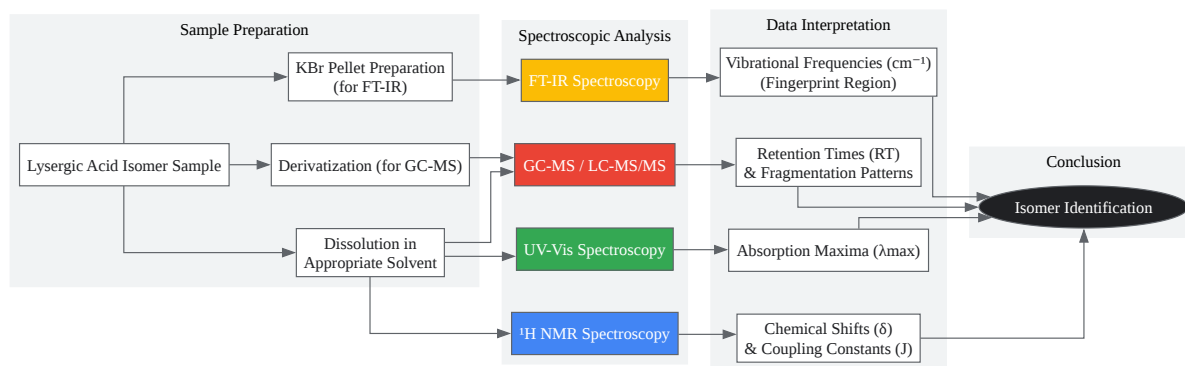 Sample Preparation
KBr Pellet Preparation
(for FT-IR)
Lysergic Acid Isomer Sample
Derivatization (for GC-MS)
Dissolution in
Appropriate Solvent
Spectroscopic Analysis
FT-IR Spectroscopy
GC-MS / LC-MS/MS
UV-Vis Spectroscopy
¹H NMR Spectroscopy
Data Interpretation
Vibrational Frequencies (cm⁻¹)
(Fingerprint Region)
Retention Times (RT)
& Fragmentation Patterns
Absorption Maxima (λmax)
Chemical Shifts (δ)
& Coupling Constants (J)
Conclusion
Isomer Identification